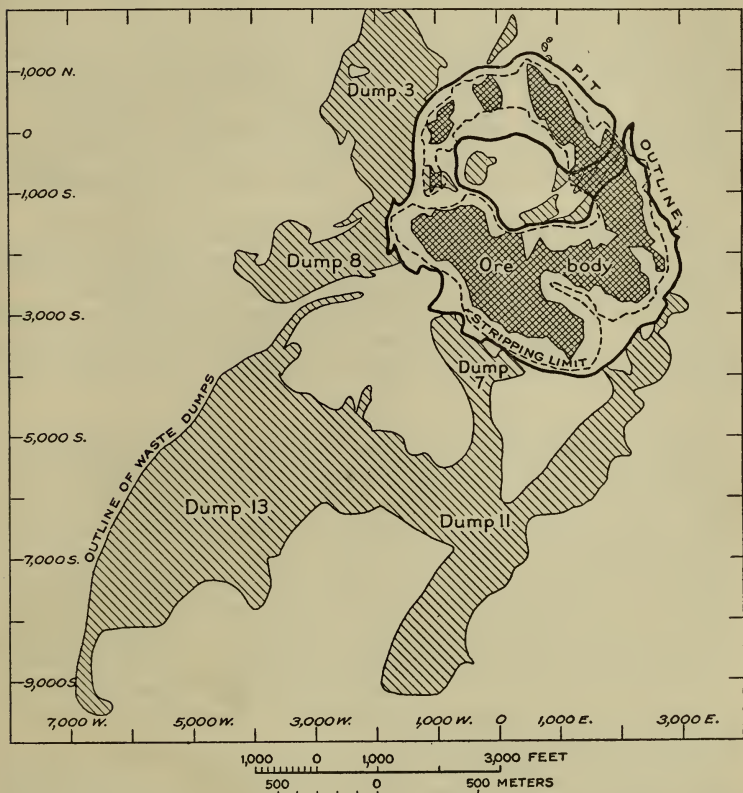 1,000 N.
0
1,000 S.
3,000 S.
5,000 S.
7,000 S.
9,000 S
Dump 3
PIT
OUTLINE
Dump 8
Ore body
STRIPPING LIMIT
Dump 7
OUTLINE OF WASTE DUMPS
Dump 13
Dump 11
7,000 W. 5,000 W. 3,000 W. 1,000 W. 0 1,000 E. 3,000 E.
1,000 0 1,000 3,000 FEET
500 0 500 METERS